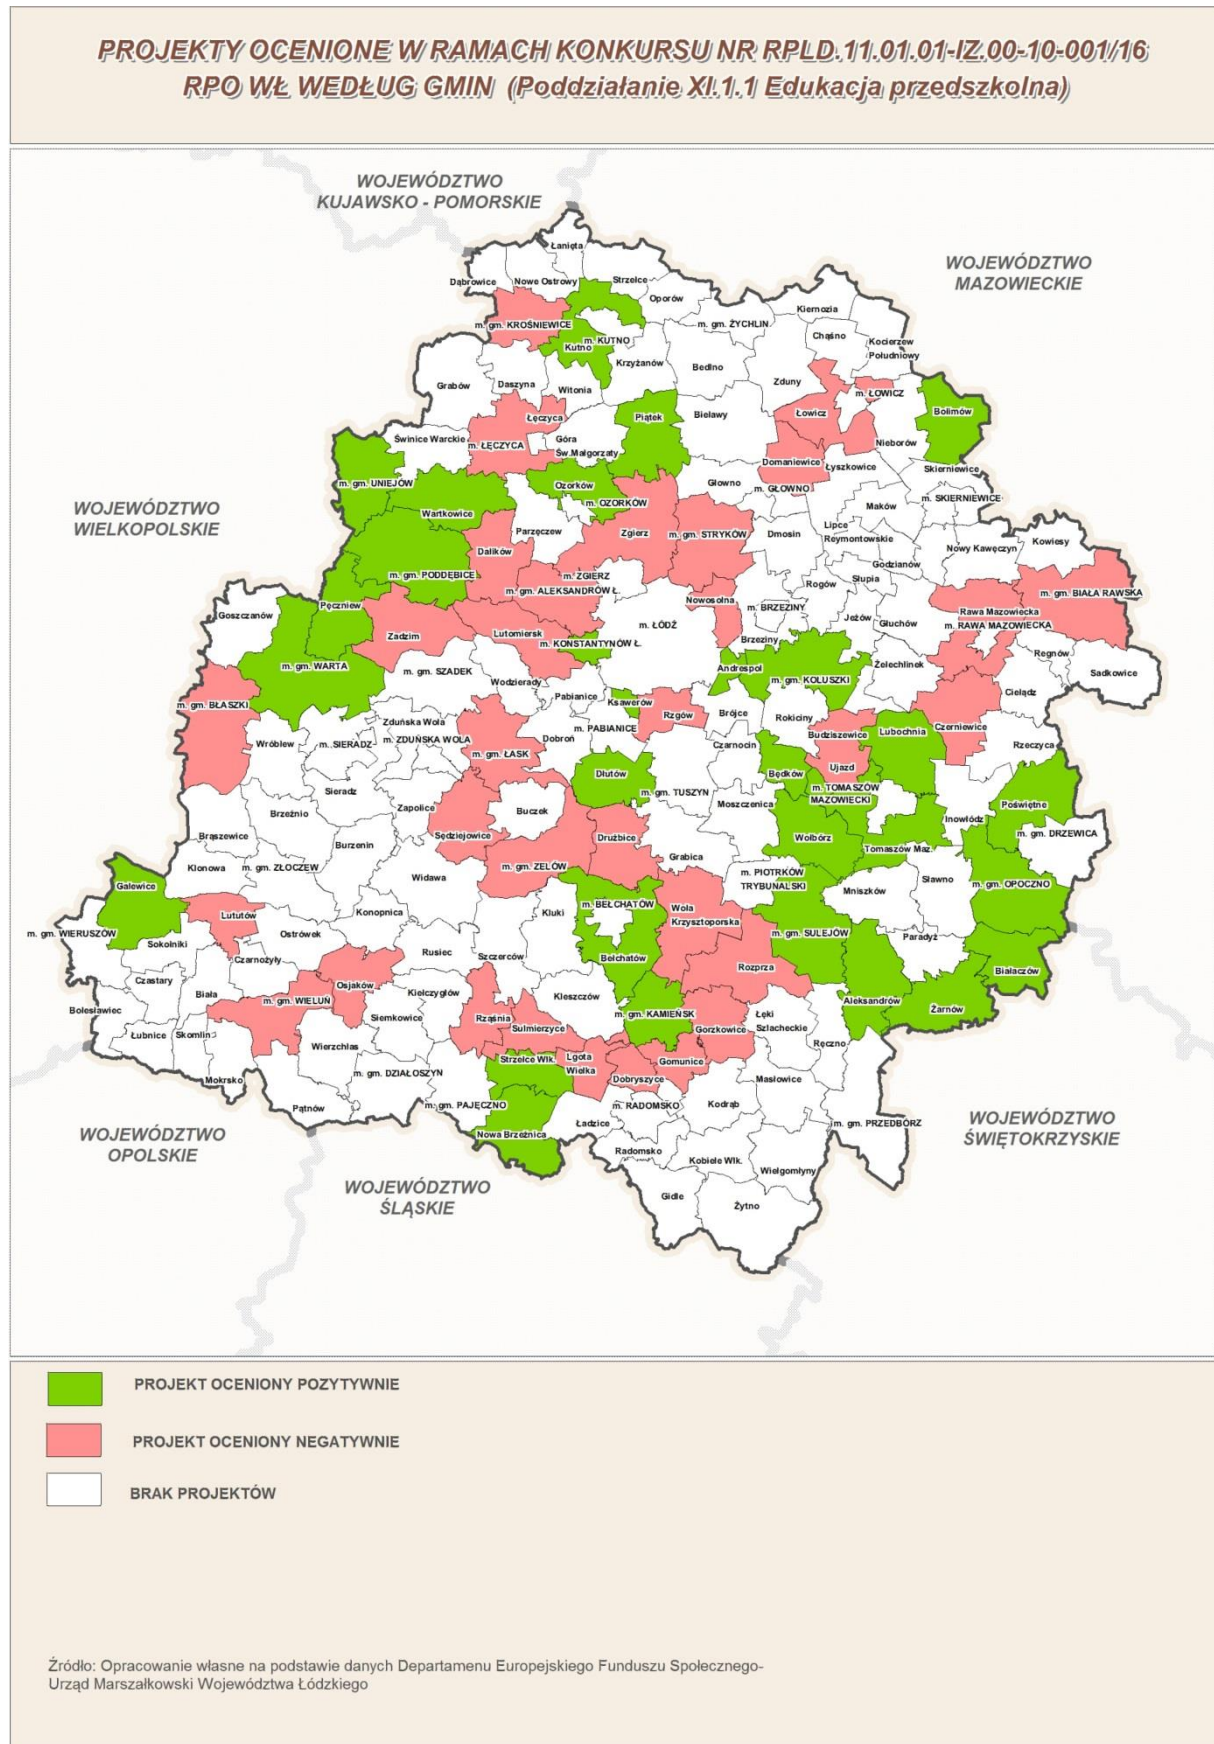 PROJEKTY OCENIONE W RAMACH KONKURSU NR RPLD.11.01.01-IZ.00-10-001/16
RPO WŁ WEDŁUG GMIN (Poddziałanie XI.1.1 Edukacja przedszkolna)
WOJEWÓDZTWO
KUJAWSKO - POMORSKIE
WOJEWÓDZTWO
MAZOWIECKIE
Łanięta
Dąbrowice
Nowe Ostrowy
Strzelce
Oporów
Kiernozia
m. gm. KROŚNIEWICE
m. KUTNO
Kutno
m. gm. ŻYCHLIN
Chąśno
Kocierzew
Południowy
Krzyżanów
Bedlno
Zduny
Grabów
Daszyna
Witonia
m. ŁOWICZ
Łęczyca
Piątek
Bielawy
Łowicz
Bolimów
Świnice Warckie
m. ŁĘCZYCA
Góra
Św.Małgorzaty
Nieborów
Domaniewice
Łyszkowice
Skierniewice
m. gm. UNIEJÓW
Ozorków
Głowno
m. GŁOWNO
m. SKIERNIEWICE
WOJEWÓDZTWO
WIELKOPOLSKIE
Wartkowice
m. OZORKÓW
Maków
Parzęczew
Zgierz
m. gm. STRYKÓW
Dmosin
Lipce
Reymontowskie
Kowiesy
Dalików
Nowy Kawęczyn
Godzianów
m. gm. PODDĘBICE
m. ZGIERZ
m. gm. ALEKSANDRÓW Ł.
Rogów
Słupia
m. gm. BIAŁA RAWSKA
Pęczniew
Nowosolna
m. BRZEZINY
Rawa Mazowiecka
Goszczanów
m. ŁÓDŹ
Jeżów
Głuchów
m. RAWA MAZOWIECKA
Zadzim
Lutomiersk
m. KONSTANTYNÓW Ł.
Brzeziny
Regnów
m. gm. WARTA
m. gm. SZADEK
Wodzierady
Andrespol
m. gm. KOLUSZKI
Żelechlinek
Sadkowice
m. gm. BŁASZKI
Pabianice
Ksawerów
Cielądz
Zduńska Wola
Rzgów
Brójce
Rokiciny
Wróblew
m. SIERADZ
m. ZDUŃSKA WOLA
Dobroń
m. PABIANICE
Budziszewice
Lubochnia
Czerniewice
m. gm. ŁASK
Czarnocin
Rzeczyca
Dłutów
Będków
Ujazd
Sieradz
m. gm. TUSZYN
m. TOMASZÓW
MAZOWIECKI
Zapolice
Buczek
Moszczenica
Poświętne
Brzeźnio
Inowłódz
Brąszewice
Sędziejowice
Drużbice
Wolbórz
m. gm. DRZEWICA
Burzenin
Tomaszów Maz.
Klonowa
m. gm. ZŁOCZEW
m. gm. ZELÓW
Grabica
Galewice
Widawa
m. PIOTRKÓW
TRYBUNALSKI
Sławno
m. gm. OPOCZNO
Mniszków
m. BEŁCHATÓW
Wola
Krzysztoporska
Lututów
Konopnica
Kluki
m. gm. WIERUSZÓW
Ostrówek
m. gm. SULEJÓW
Paradyż
Sokolniki
Rusiec
Szczerców
Bełchatów
Czarnożyły
Rozprza
Białaczów
Czastary
Biała
Osjaków
Kiełczygłów
Kleszczów
Bolesławiec
m. gm. WIELUŃ
Aleksandrów
Żarnów
Siemkowice
Rząśnia
m. gm. KAMIEŃSK
Łęki
Szlacheckie
Łubnice
Skomlin
Sulmierzyce
Gorzkowice
Wierzchlas
Ręczno
Strzelce Wlk.
Lgota
Wielka
Gomunice
Mokrsko
m. gm. DZIAŁOSZYN
Dobryszyce
Masłowice
Pątnów
m. gm. PAJĘCZNO
m. RADOMSKO
Kodrąb
m. gm. PRZEDBÓRZ
WOJEWÓDZTWO
ŚWIĘTOKRZYSKIE
WOJEWÓDZTWO
OPOLSKIE
Nowa Brzeźnica
Ładzice
Radomsko
Kobiele Wlk.
Wielgomłyny
WOJEWÓDZTWO
ŚLĄSKIE
Gidle
Żytno
PROJEKT OCENIONY POZYTYWNIE
PROJEKT OCENIONY NEGATYWNIE
BRAK PROJEKTÓW
Źródło: Opracowanie własne na podstawie danych Departamenu Europejskiego Funduszu Społecznego-
Urząd Marszałkowski Województwa Łódzkiego